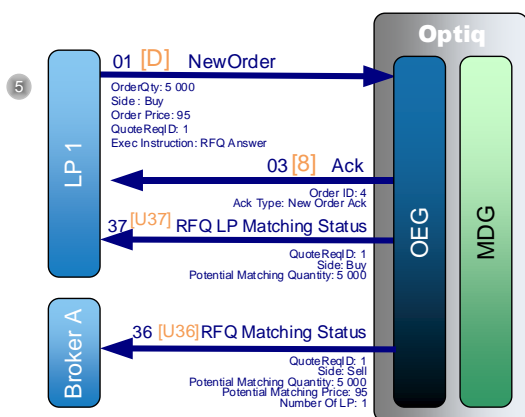 Optiq
5
01 [D] NewOrder
OrderQty: 5 000
Side : Buy
Order Price: 95
QuoteReqID: 1
Exec Instruction: RFQ Answer
LP 1
03 [8] Ack
Order ID: 4
Ack Type: New Order Ack
37 [U37] RFQ LP Matching Status
QuoteReqID: 1
Side: Buy
Potential Matching Quantity: 5 000
OEG
MDG
Broker A
36 [U36] RFQ Matching Status
QuoteReqID: 1
Side: Sell
Potential Matching Quantity: 5 000
Potential Matching Price: 95
Number Of LP: 1